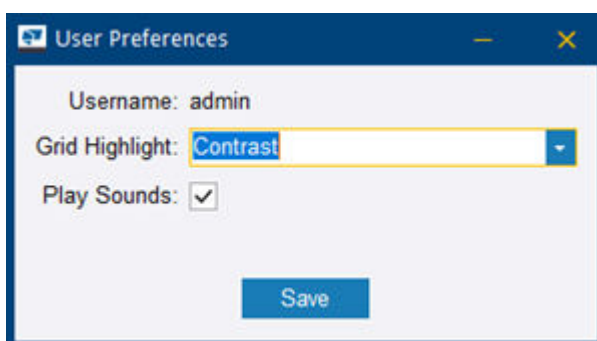 User Preferences
Username: admin
Grid Highlight: Contrast
Play Sounds:
Save